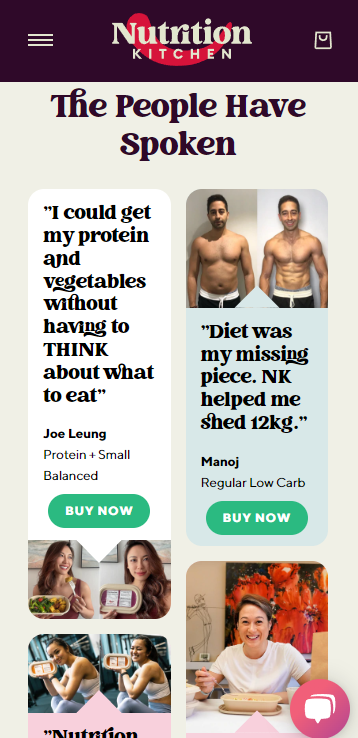 Nutrition
KITCHEN
The People Have
Spoken
”I could get
my protein
and
vegetables
without
having to
THINK
about what
to eat”
Joe Leung
Protein + Small
Balanced
BUY NOW
”Diet was
my missing
piece. NK
helped me
shed 12kg.”
Manoj
Regular Low Carb
BUY NOW
”Nutrition